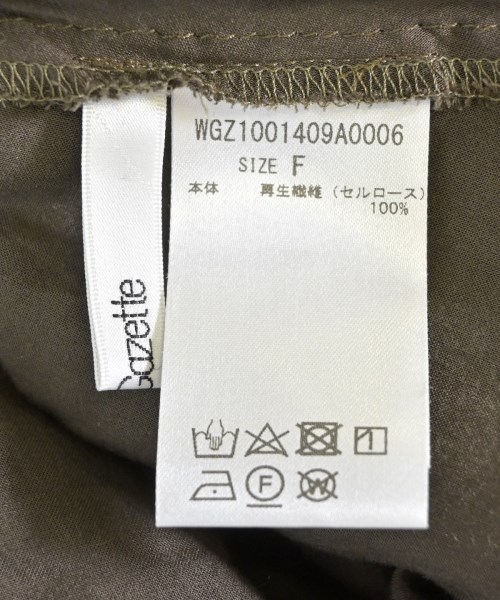 WGZ1001409A0006
SIZE F
本体 再生繊維(セルロース)
100%
Gazette
F
W